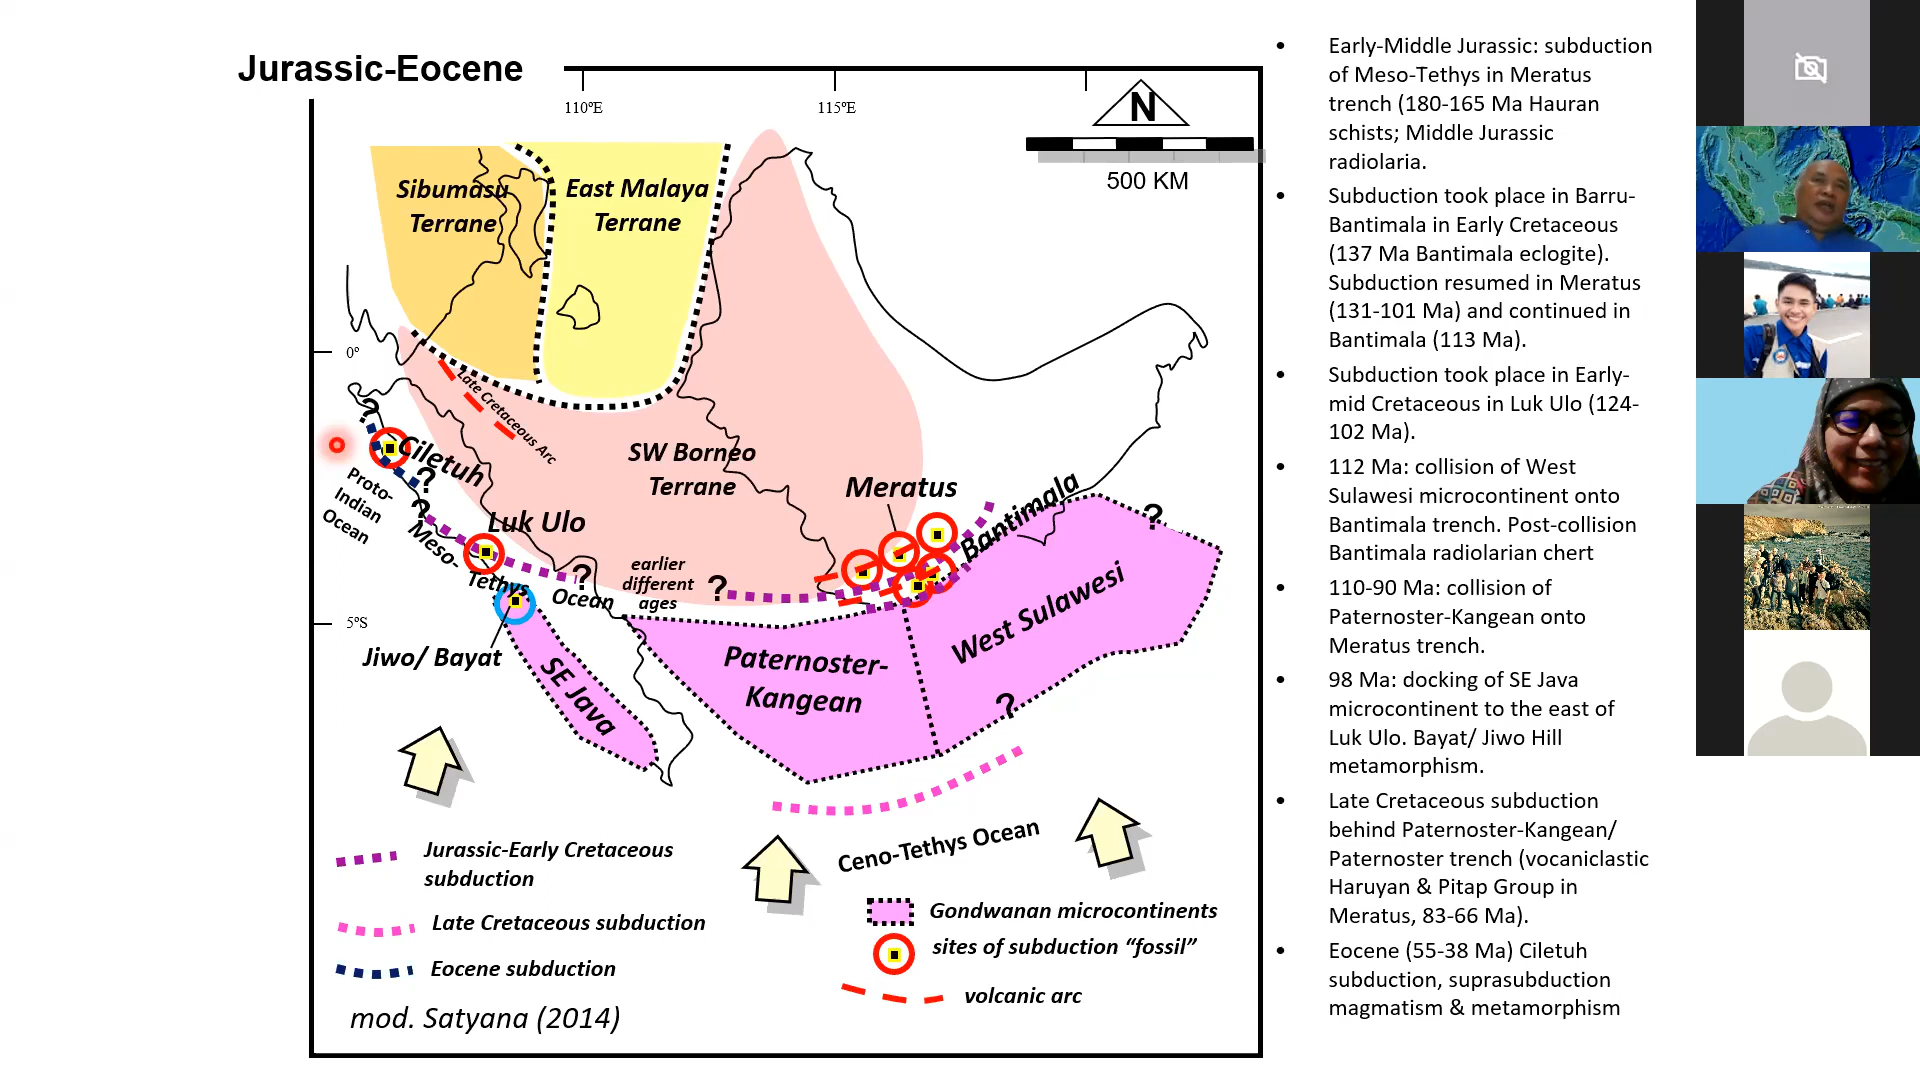 Jurassic-Eocene
110ºE
115ºE
N
500 KM
Sibumasu
Terrane
East Malaya
Terrane
0º
Late Cretaceous Arc
SW Borneo
Terrane
?
Ciletuh
?
Proto-
Indian
Ocean
?
Meso-
Tethys
Ocean
Luk Ulo
?
earlier
different
ages
?
Meratus
Bantimala
?
5ºS
Jiwo/ Bayat
SE Java
Paternoster-
Kangean
West Sulawesi
?
Ceno-Tethys Ocean
Jurassic-Early Cretaceous
subduction
Late Cretaceous subduction
Eocene subduction
Gondwanan microcontinents
sites of subduction “fossil”
volcanic arc
mod. Satyana (2014)
• Early-Middle Jurassic: subduction
of Meso-Tethys in Meratus
trench (180-165 Ma Hauran
schists; Middle Jurassic
radiolaria.
• Subduction took place in Barru-
Bantimala in Early Cretaceous
(137 Ma Bantimala eclogite).
Subduction resumed in Meratus
(131-101 Ma) and continued in
Bantimala (113 Ma).
• Subduction took place in Early-
mid Cretaceous in Luk Ulo (124-
102 Ma).
• 112 Ma: collision of West
Sulawesi microcontinent onto
Bantimala trench. Post-collision
Bantimala radiolarian chert
• 110-90 Ma: collision of
Paternoster-Kangean onto
Meratus trench.
• 98 Ma: docking of SE Java
microcontinent to the east of
Luk Ulo. Bayat/ Jiwo Hill
metamorphism.
• Late Cretaceous subduction
behind Paternoster-Kangean/
Paternoster trench (vocaniclastic
Haruyan & Pitap Group in
Meratus, 83-66 Ma).
• Eocene (55-38 Ma) Ciletuh
subduction, suprasubduction
magmatism & metamorphism